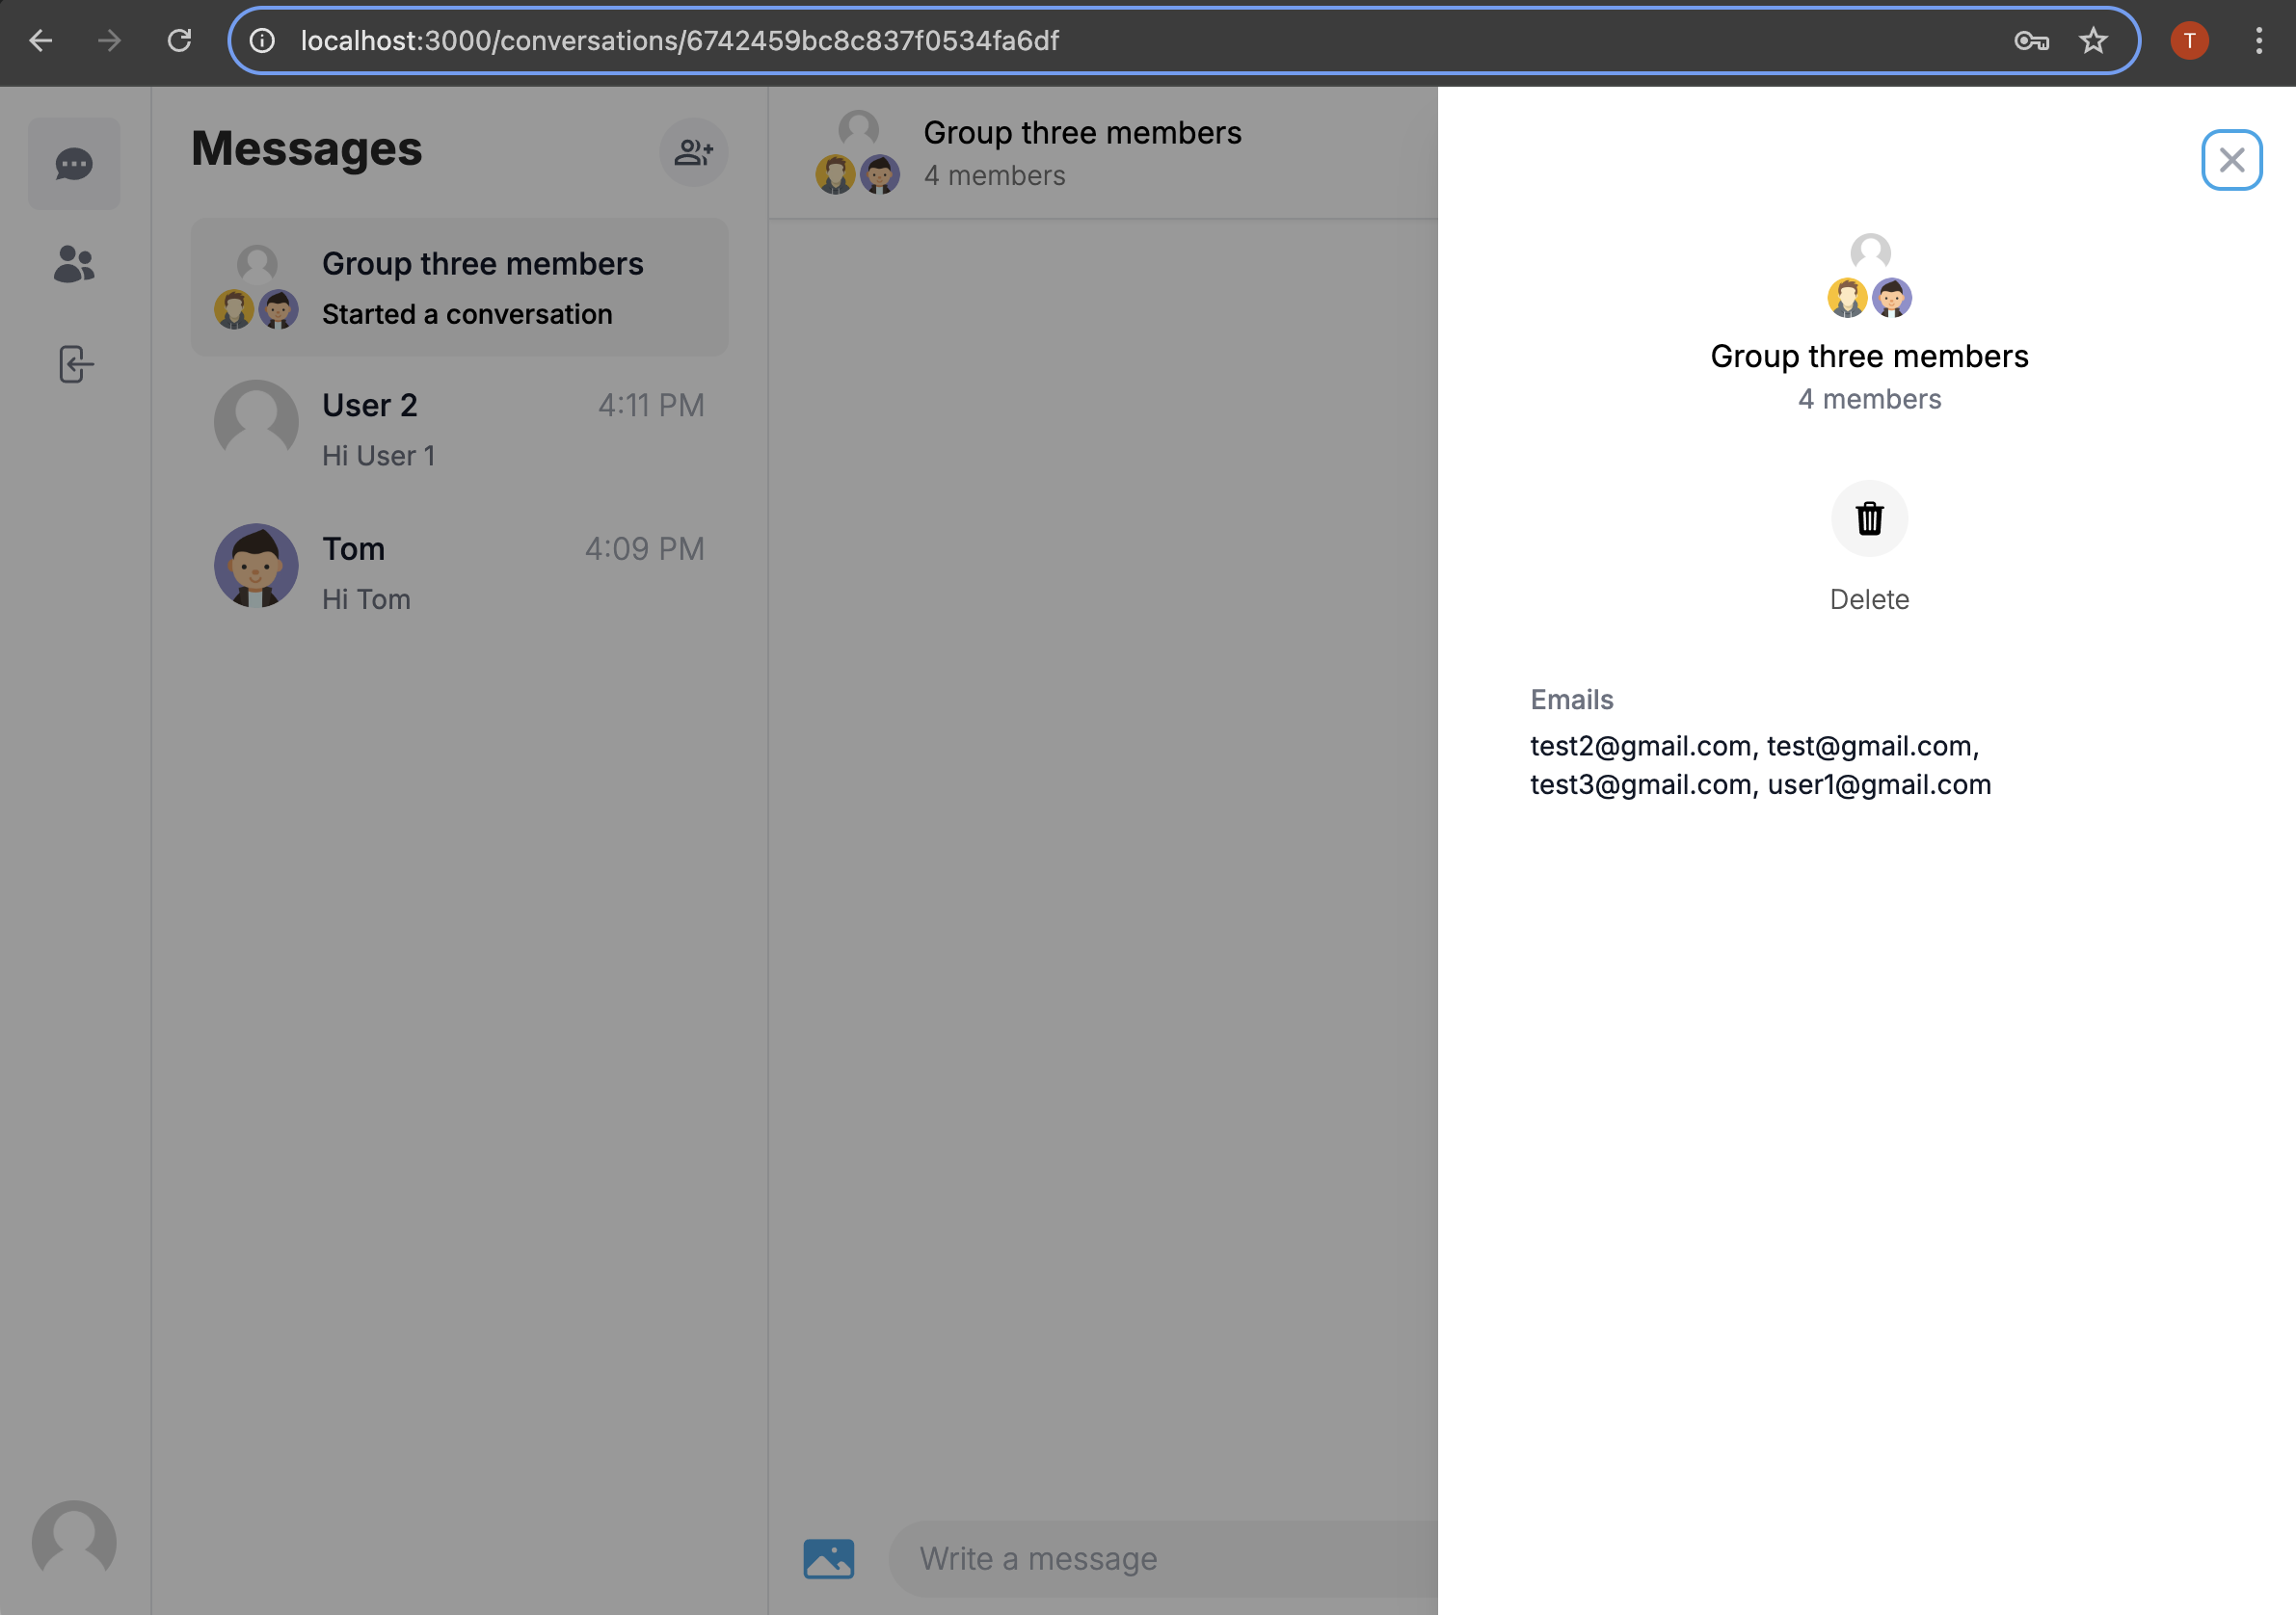 localhost:3000/conversations/6742459bc8c837f0534fa6df
T
Messages
Group three members
Started a conversation
User 2 4:11 PM
Hi User 1
Tom 4:09 PM
Hi Tom
Group three members
4 members
Write a message
Group three members
4 members
Delete
Emails
test2@gmail.com, test@gmail.com,
test3@gmail.com, user1@gmail.com